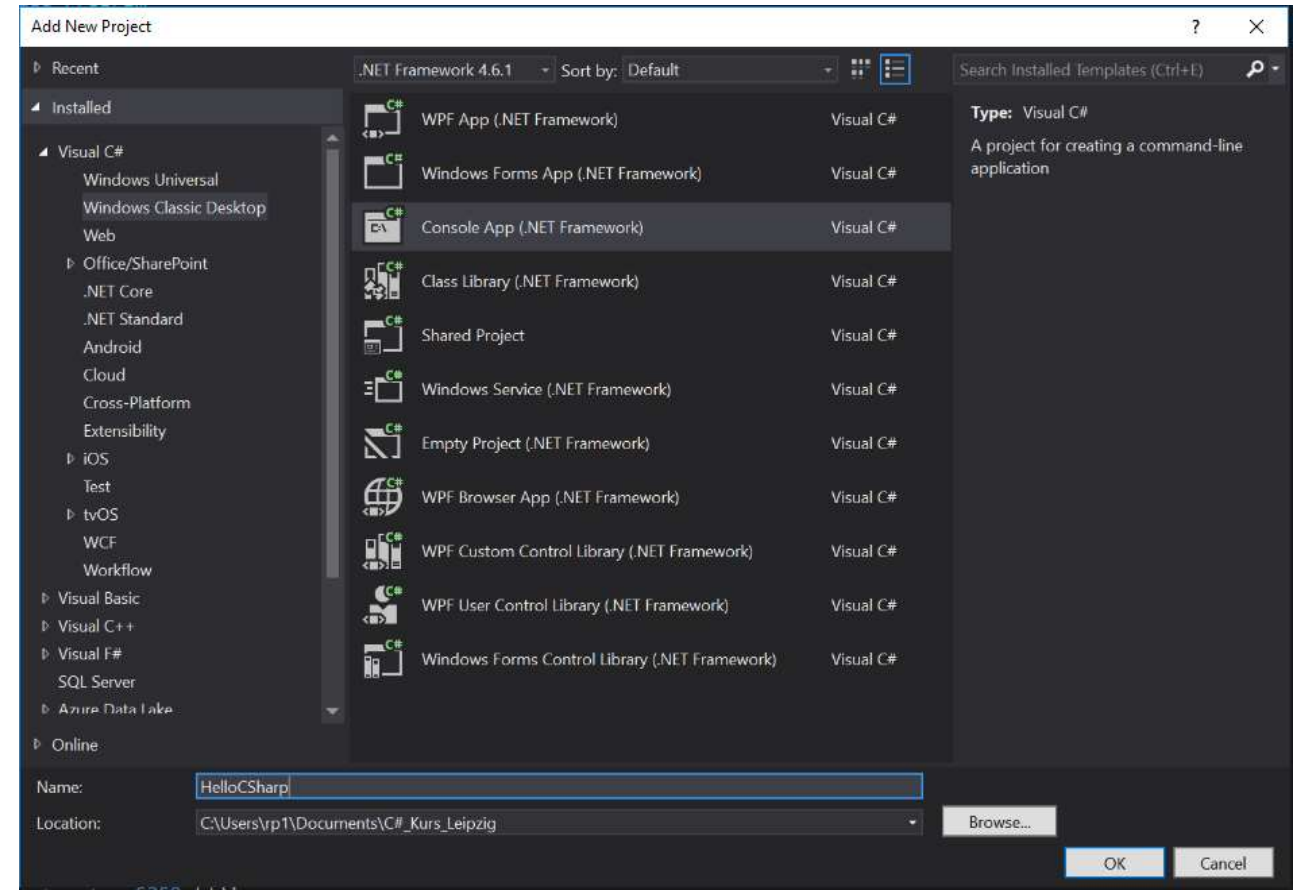 Add New Project
?
Recent
.NET Framework 4.6.1
Sort by: Default
Search Installed Templates (Ctrl+E)
Installed
Visual C#
Windows Universal
Windows Classic Desktop
Web
Office/SharePoint
.NET Core
.NET Standard
Android
Cloud
Cross-Platform
Extensibility
iOS
Test
tvOS
WCF
Workflow
Visual Basic
Visual C++
Visual F#
SQL Server
Azure Data Lake
Online
WPF App (.NET Framework) Visual C#
Windows Forms App (.NET Framework) Visual C#
Console App (.NET Framework) Visual C#
Class Library (.NET Framework) Visual C#
Shared Project Visual C#
Windows Service (.NET Framework) Visual C#
Empty Project (.NET Framework) Visual C#
WPF Browser App (.NET Framework) Visual C#
WPF Custom Control Library (.NET Framework) Visual C#
WPF User Control Library (.NET Framework) Visual C#
Windows Forms Control Library (.NET Framework) Visual C#
Type: Visual C#
A project for creating a command-line
application
Name: HelloCSharp
Location: C:\Users\rp1\Documents\C#_Kurs_Leipzig
Browse...
OK Cancel